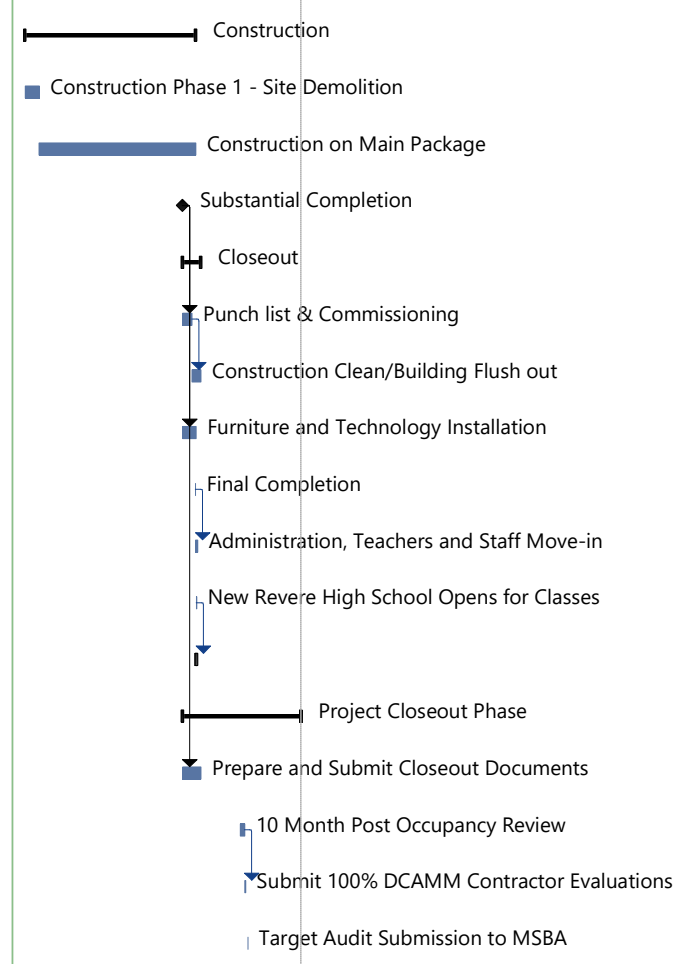 Construction
Construction Phase 1 - Site Demolition
Construction on Main Package
Substantial Completion
Closeout
Punch list & Commissioning
Construction Clean/Building Flush out
Furniture and Technology Installation
Final Completion
Administration, Teachers and Staff Move-in
New Revere High School Opens for Classes
Project Closeout Phase
Prepare and Submit Closeout Documents
10 Month Post Occupancy Review
Submit 100% DCAMM Contractor Evaluations
Target Audit Submission to MSBA